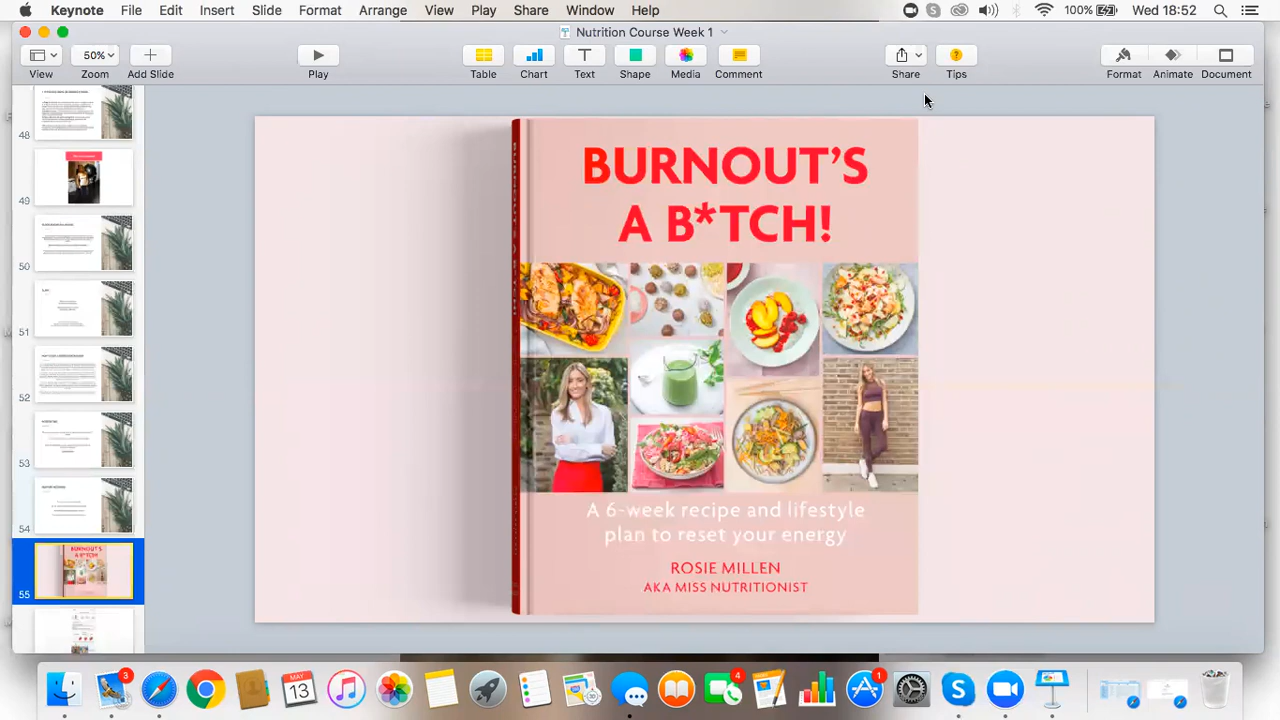 Keynote File Edit Insert Slide Format Arrange View Play Share Window Help 100% Wed 18:52
Nutrition Course Week 1
50%
View Zoom Add Slide Play Table Chart Text Shape Media Comment Share Tips Format Animate Document
48
49
50
51
52
53
54
55
BURNOUT'S
A B*TCH!
A 6-week recipe and lifestyle
plan to reset your energy
ROSIE MILLEN
AKA MISS NUTRITIONIST
3
MAY
13
4
1